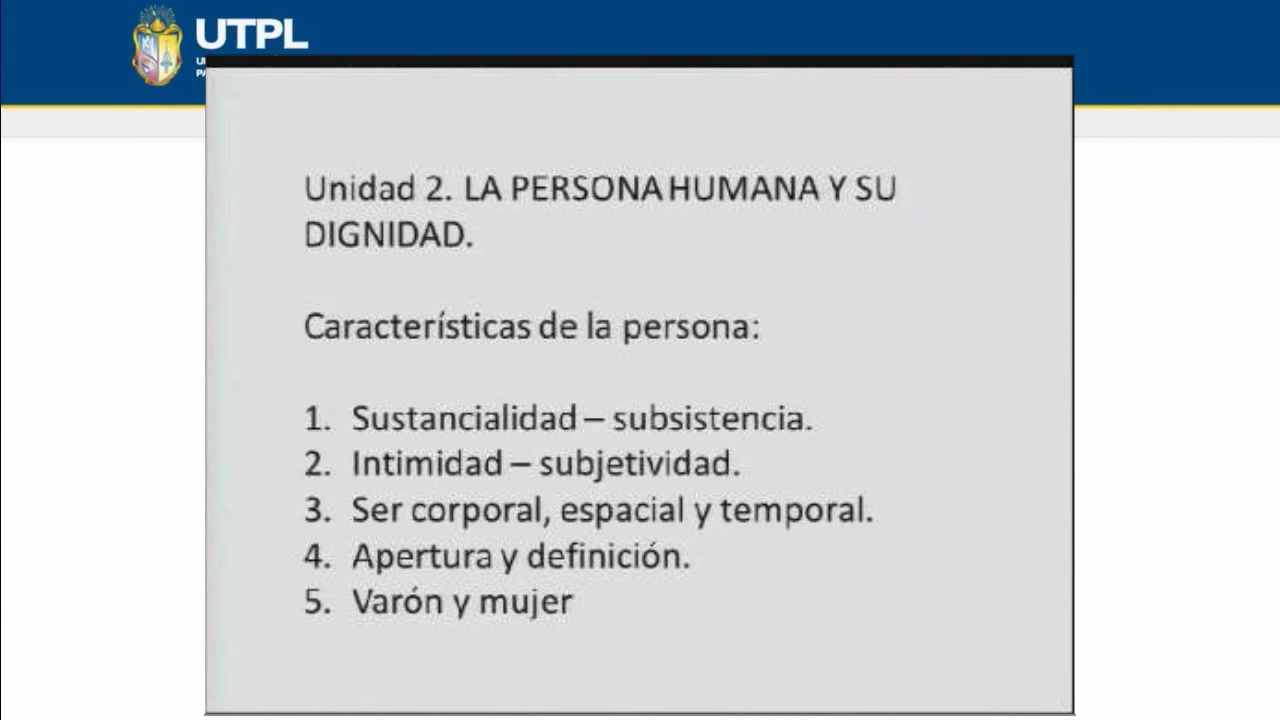 UTPL
Unidad 2. LA PERSONA HUMANA Y SU
DIGNIDAD.
Características de la persona:
1. Sustancialidad – subsistencia.
2. Intimidad – subjetividad.
3. Ser corporal, espacial y temporal.
4. Apertura y definición.
5. Varón y mujer